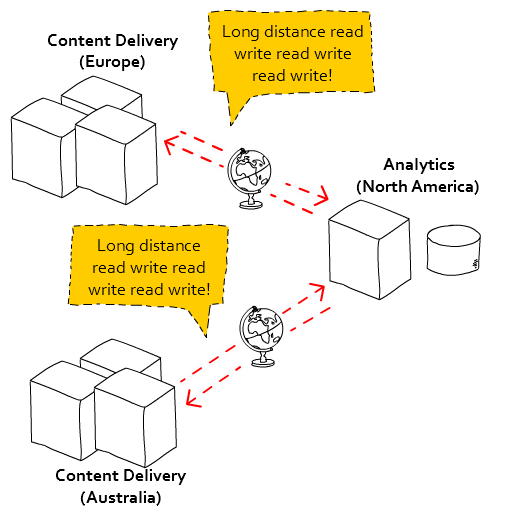 Content Delivery
(Europe)
Long distance read
write read write
read write!
Analytics
(North America)
Long distance
read write read
write read write!
Content Delivery
(Australia)